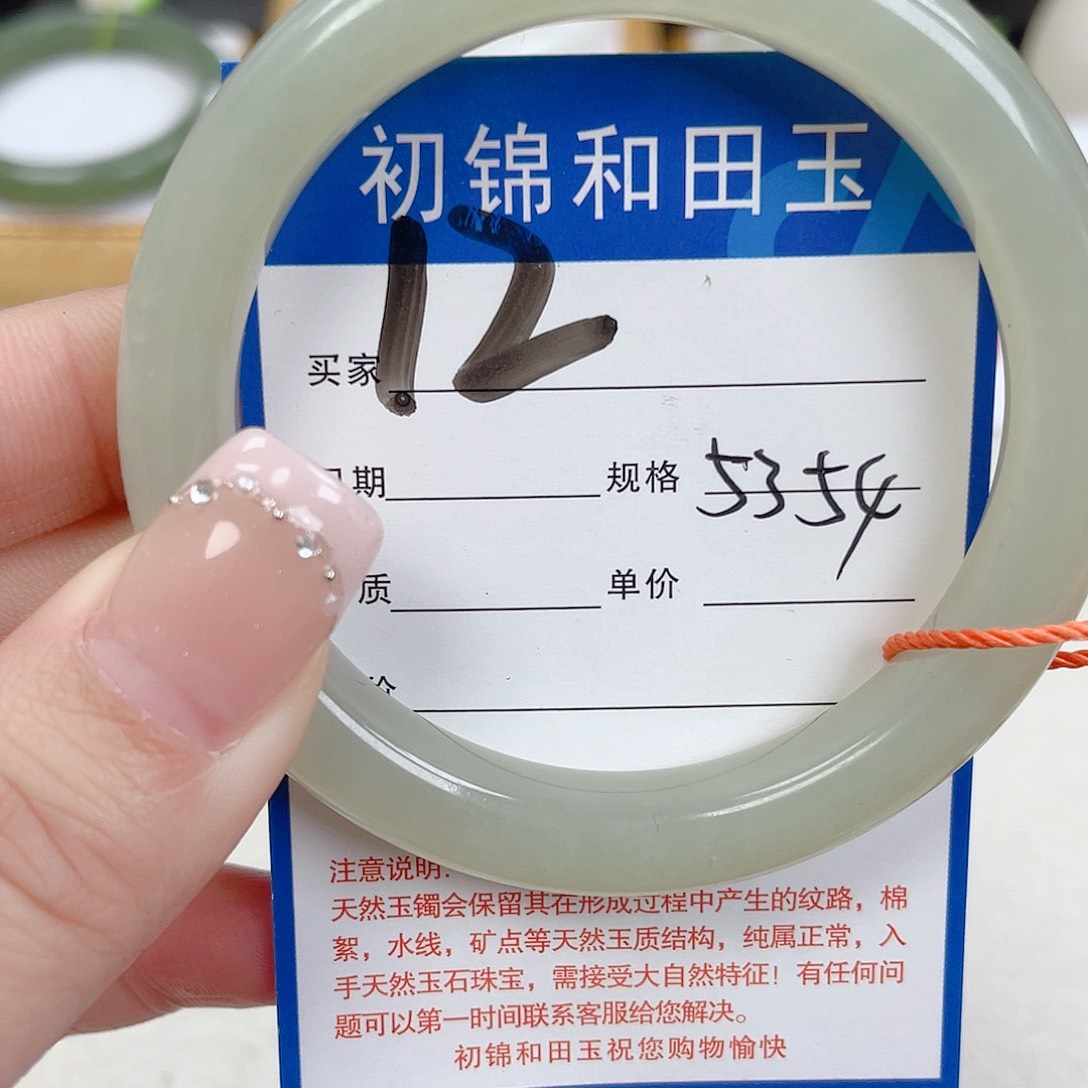 初锦和田玉
12
买家
期 规格 5354
质 单价
价
注意说明:
天然玉镯会保留其在形成过程中产生的纹路，棉
絮，水线，矿点等天然玉质结构，纯属正常，入
手天然玉石珠宝，需接受大自然特征！有任何问
题可以第一时间联系客服给您解决。
初锦和田玉祝您购物愉快